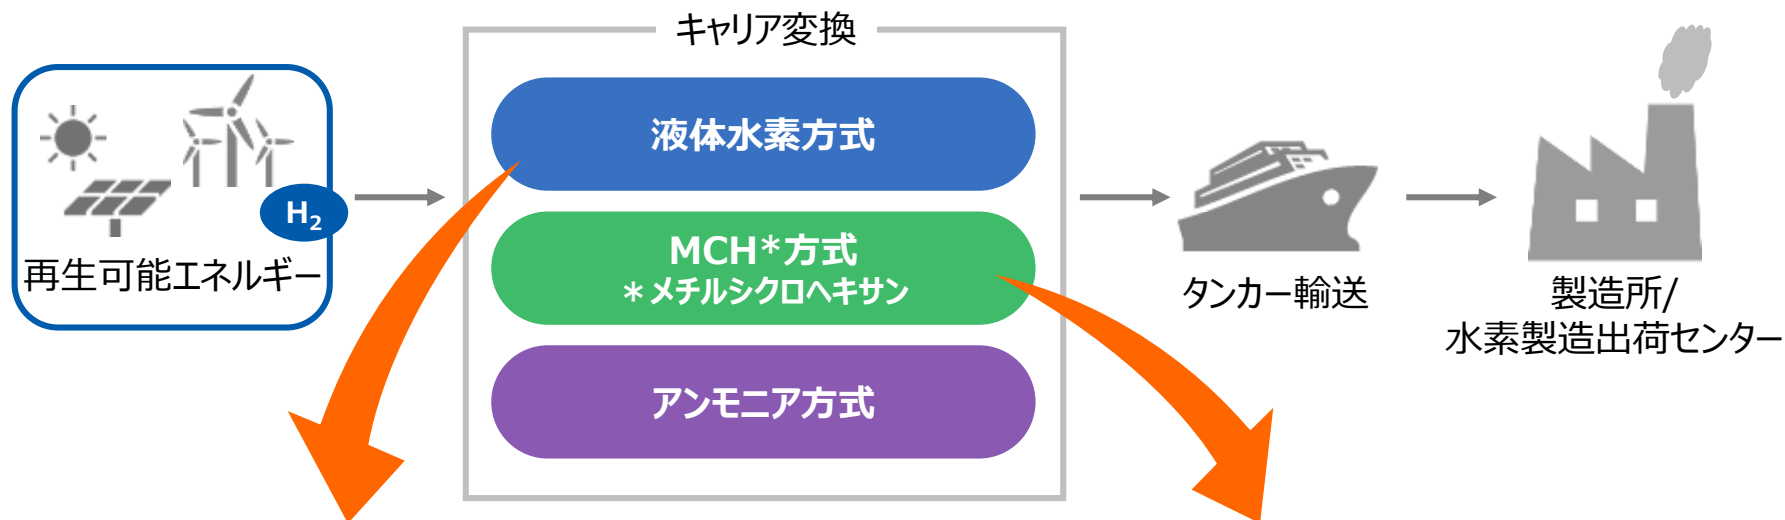 キャリア変換
H2
再生可能エネルギー
液体水素方式
MCH*方式
＊メチルシクロヘキサン
アンモニア方式
タンカー輸送
製造所/
水素製造出荷センター